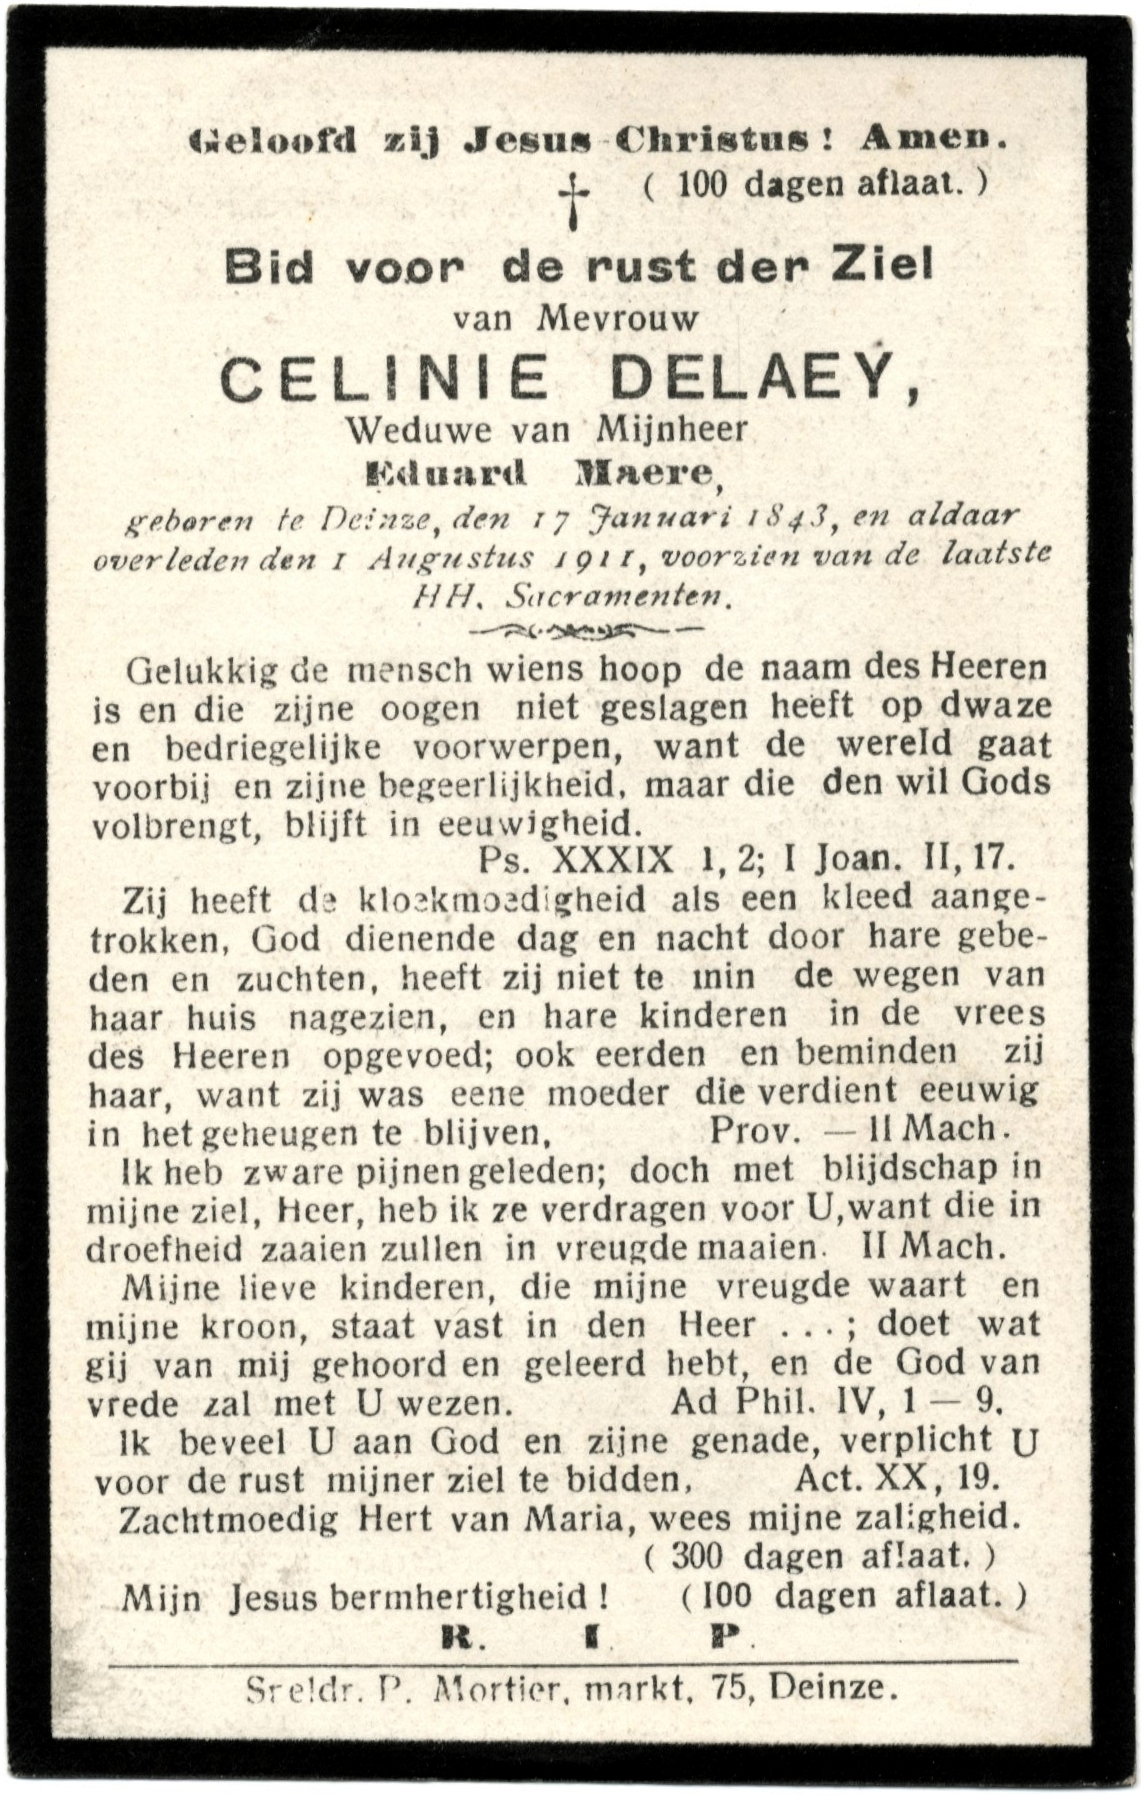 Geloofd zij Jesus Christus! Amen.
( 100 dagen aflaat. )
Bid voor de rust der Ziel
van Mevrouw
CELINIE DELAEY,
Weduwe van Mijnheer
Eduard Maere,
geboren te Deinze, den 17 Januari 1843, en aldaar
overleden den 1 Augustus 1911, voorzien van de laatste
HH. Sacramenten.
Gelukkig de mensch wiens hoop de naam des Heeren
is en die zijne oogen niet geslagen heeft op dwaze
en bedriegelijke voorwerpen, want de wereld gaat
voorbij en zijne begeerlijkheid, maar die den wil Gods
volbrengt, blijft in eeuwigheid.
Ps. XXXIX 1, 2; I Joan. II, 17.
Zij heeft de kloekmoedigheid als een kleed aange-
trokken, God dienende dag en nacht door hare gebe-
den en zuchten, heeft zij niet te min de wegen van
haar huis nagezien, en hare kinderen in de vrees
des Heeren opgevoed; ook eerden en beminden zij
haar, want zij was eene moeder die verdient eeuwig
in het geheugen te blijven, Prov. — II Mach.
Ik heb zware pijnen geleden; doch met blijdschap in
mijne ziel, Heer, heb ik ze verdragen voor U, want die in
droefheid zaaien zullen in vreugde maaien. II Mach.
Mijne lieve kinderen, die mijne vreugde waart en
mijne kroon, staat vast in den Heer ...; doet wat
gij van mij gehoord en geleerd hebt, en de God van
vrede zal met U wezen. Ad Phil. IV, 1 — 9.
Ik beveel U aan God en zijne genade, verplicht U
voor de rust mijner ziel te bidden, Act. XX, 19.
Zachtmoedig Hert van Maria, wees mijne zaligheid.
( 300 dagen aflaat. )
Mijn Jesus bermhertigheid ! (100 dagen aflaat. )
R. I. P.
Sneldr. P. Mortier, markt, 75, Deinze.